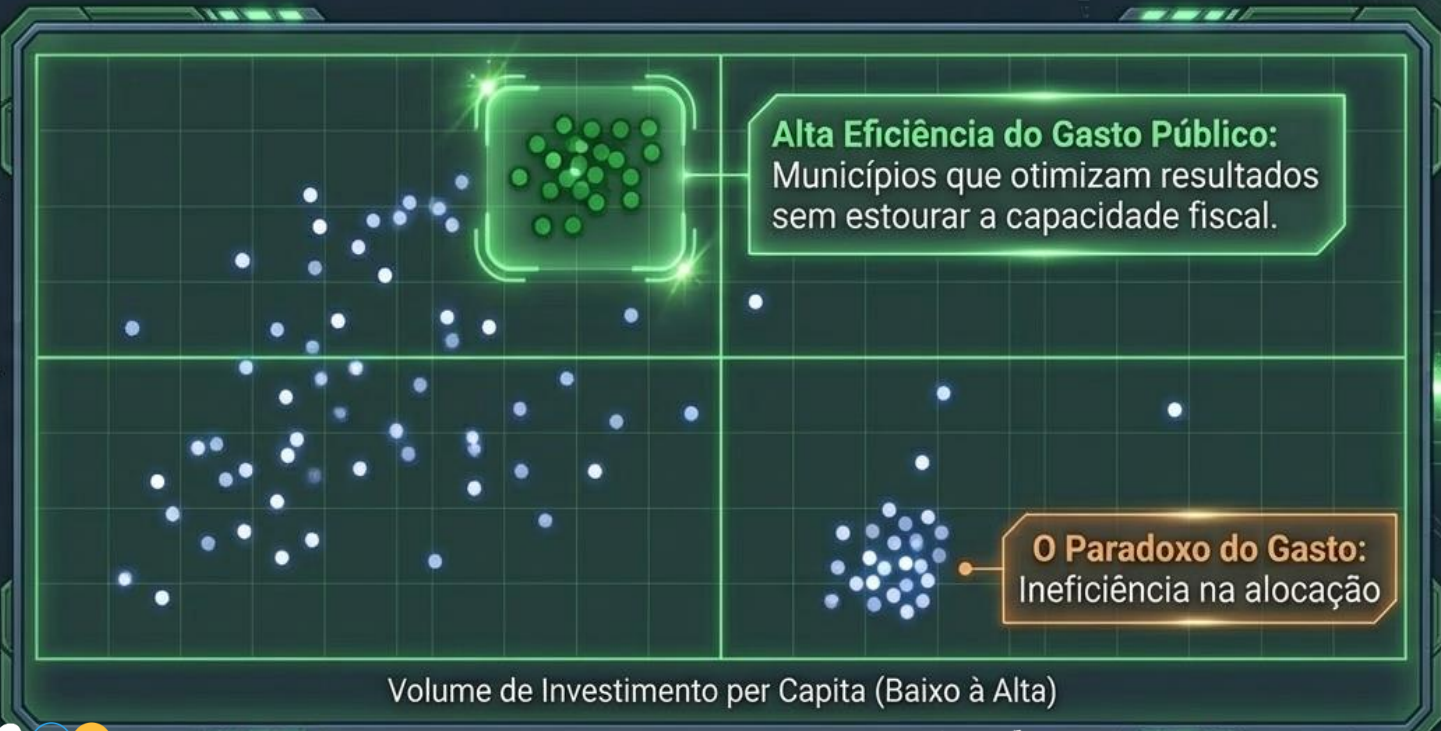 Alta Eficiência do Gasto Público:
Municípios que otimizam resultados
sem estourar a capacidade fiscal.
O Paradoxo do Gasto:
Ineficiência na alocação
Volume de Investimento per Capita (Baixo à Alta)